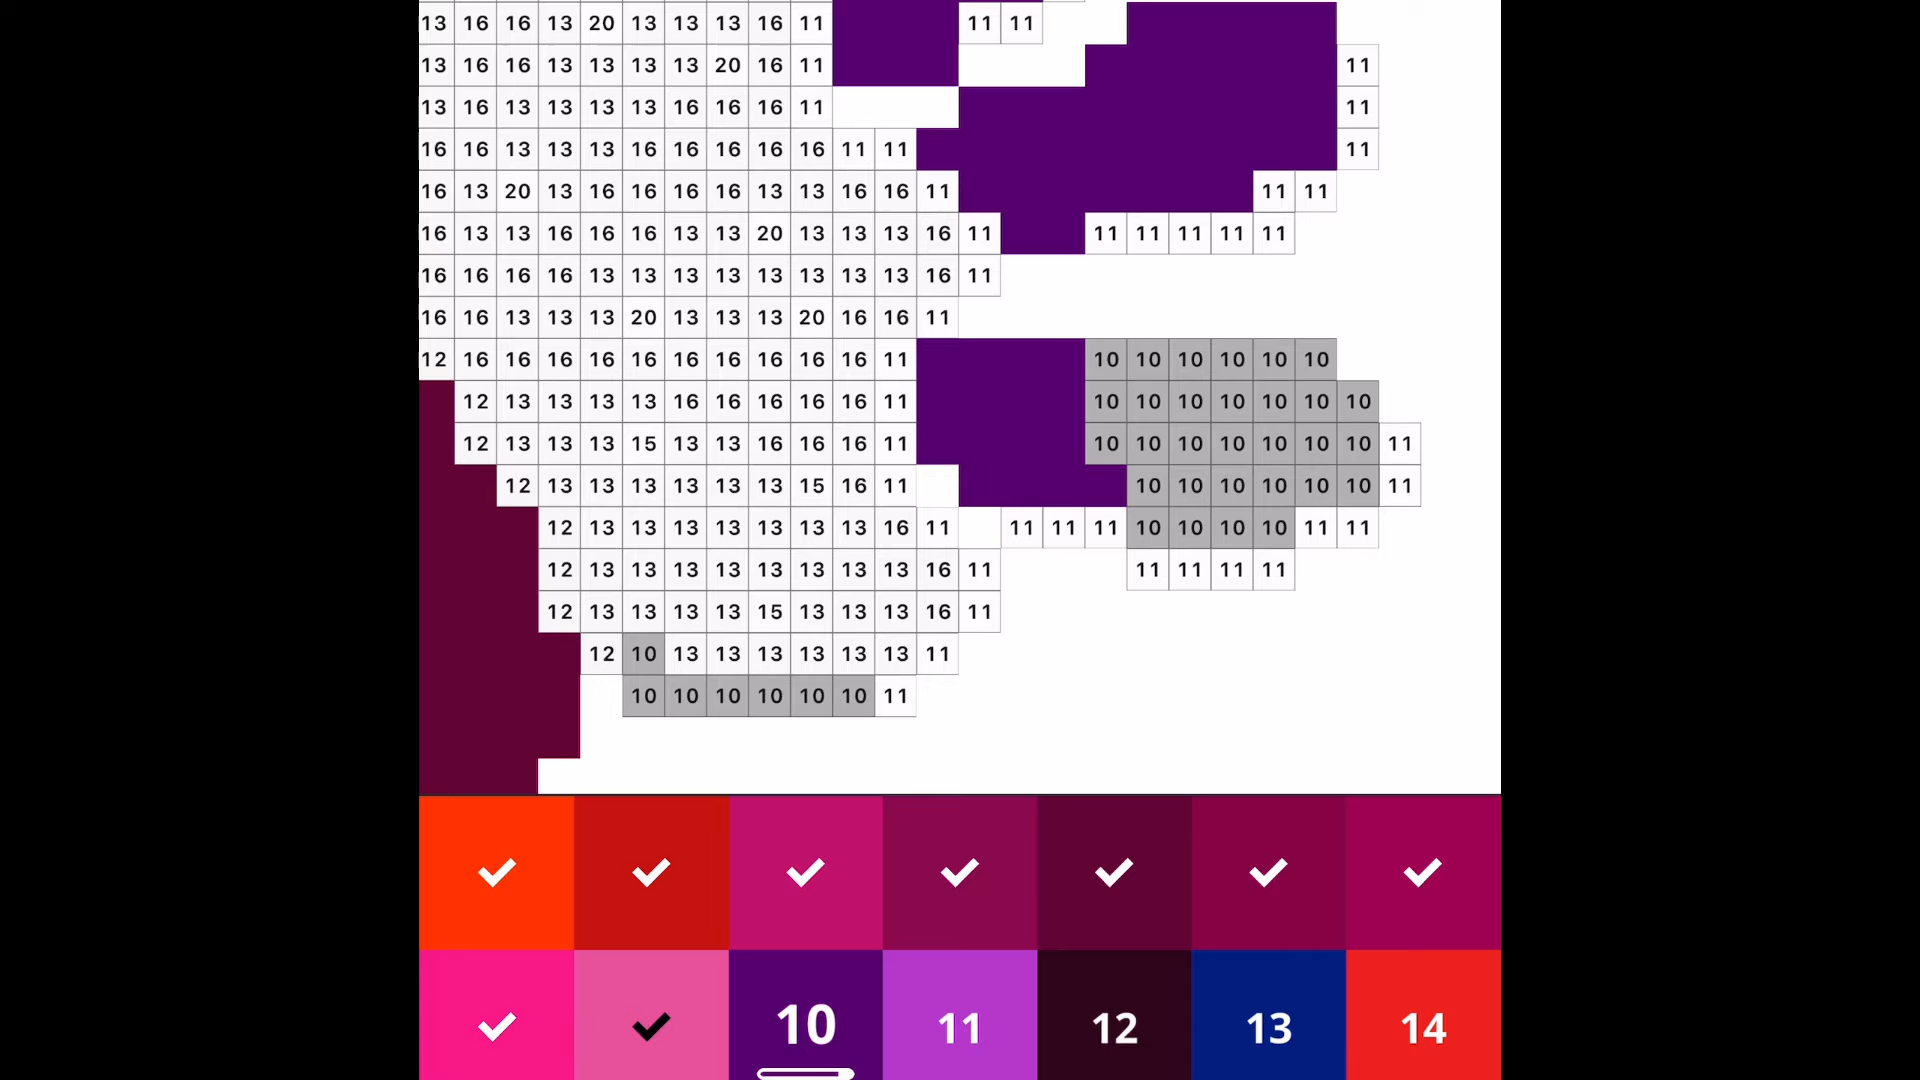 13 16 16 13 20 13 13 13 16 11 11 11
13 16 16 13 13 13 13 20 16 11 11
13 16 13 13 13 13 16 16 16 11 11
16 16 13 13 13 16 16 16 16 16 11 11 11
16 13 20 13 16 16 16 16 13 13 16 16 11 11 11
16 13 13 16 16 16 13 13 20 13 13 13 16 11 11 11 11 11 11
16 16 16 16 13 13 13 13 13 13 13 13 16 11
16 16 13 13 13 20 13 13 13 20 16 16 11
12 16 16 16 16 16 16 16 16 16 16 11 10 10 10 10 10 10
12 13 13 13 13 16 16 16 16 16 11 10 10 10 10 10 10 10
12 13 13 13 15 13 13 16 16 16 11 10 10 10 10 10 10 10 11
12 13 13 13 13 13 13 15 16 11 10 10 10 10 10 10 11
12 13 13 13 13 13 13 13 16 11 11 11 11 10 10 10 10 11 11
12 13 13 13 13 13 13 13 13 16 11 11 11 11 11
12 13 13 13 13 15 13 13 13 16 11
12 10 13 13 13 13 13 13 11
10 10 10 10 10 10 11
10 11 12 13 14